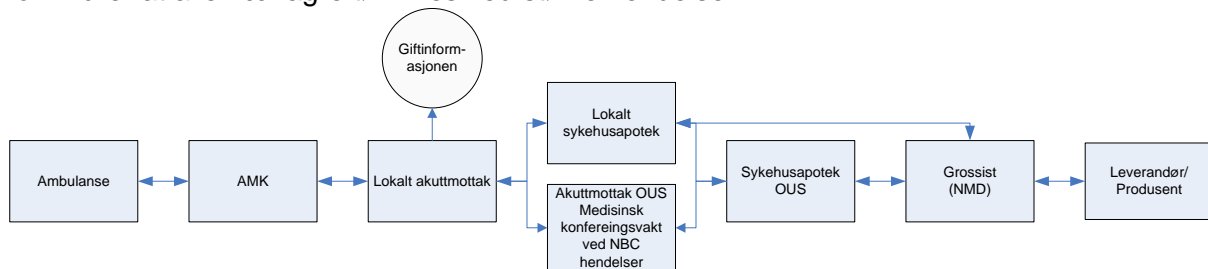 Giftinform-
asjonen
Lokalt
sykehusapotek
Ambulanse
AMK
Lokalt akuttmottak
Akuttmottak OUS
Medisinsk
konfereingsvakt
ved NBC
hendelser
Sykehusapotek
OUS
Grossist
(NMD)
Leverandør/
Produsent